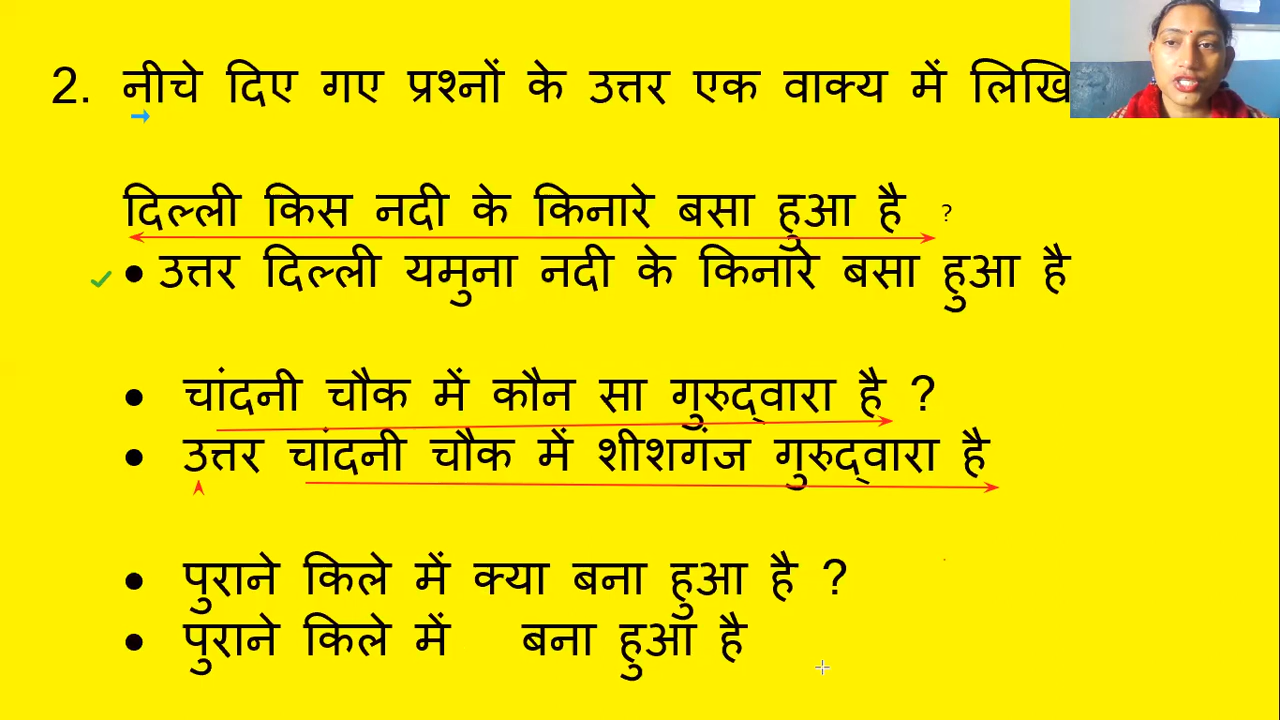 2. नीचे दिए गए प्रश्नों के उत्तर एक वाक्य में लिखि
दिल्ली किस नदी के किनारे बसा हुआ है ?
• उत्तर दिल्ली यमुना नदी के किनारे बसा हुआ है
• चांदनी चौक में कौन सा गुरुद्वारा है ?
• उत्तर चांदनी चौक में शीशगंज गुरुद्वारा है
• पुराने किले में क्या बना हुआ है ?
• पुराने किले में बना हुआ है